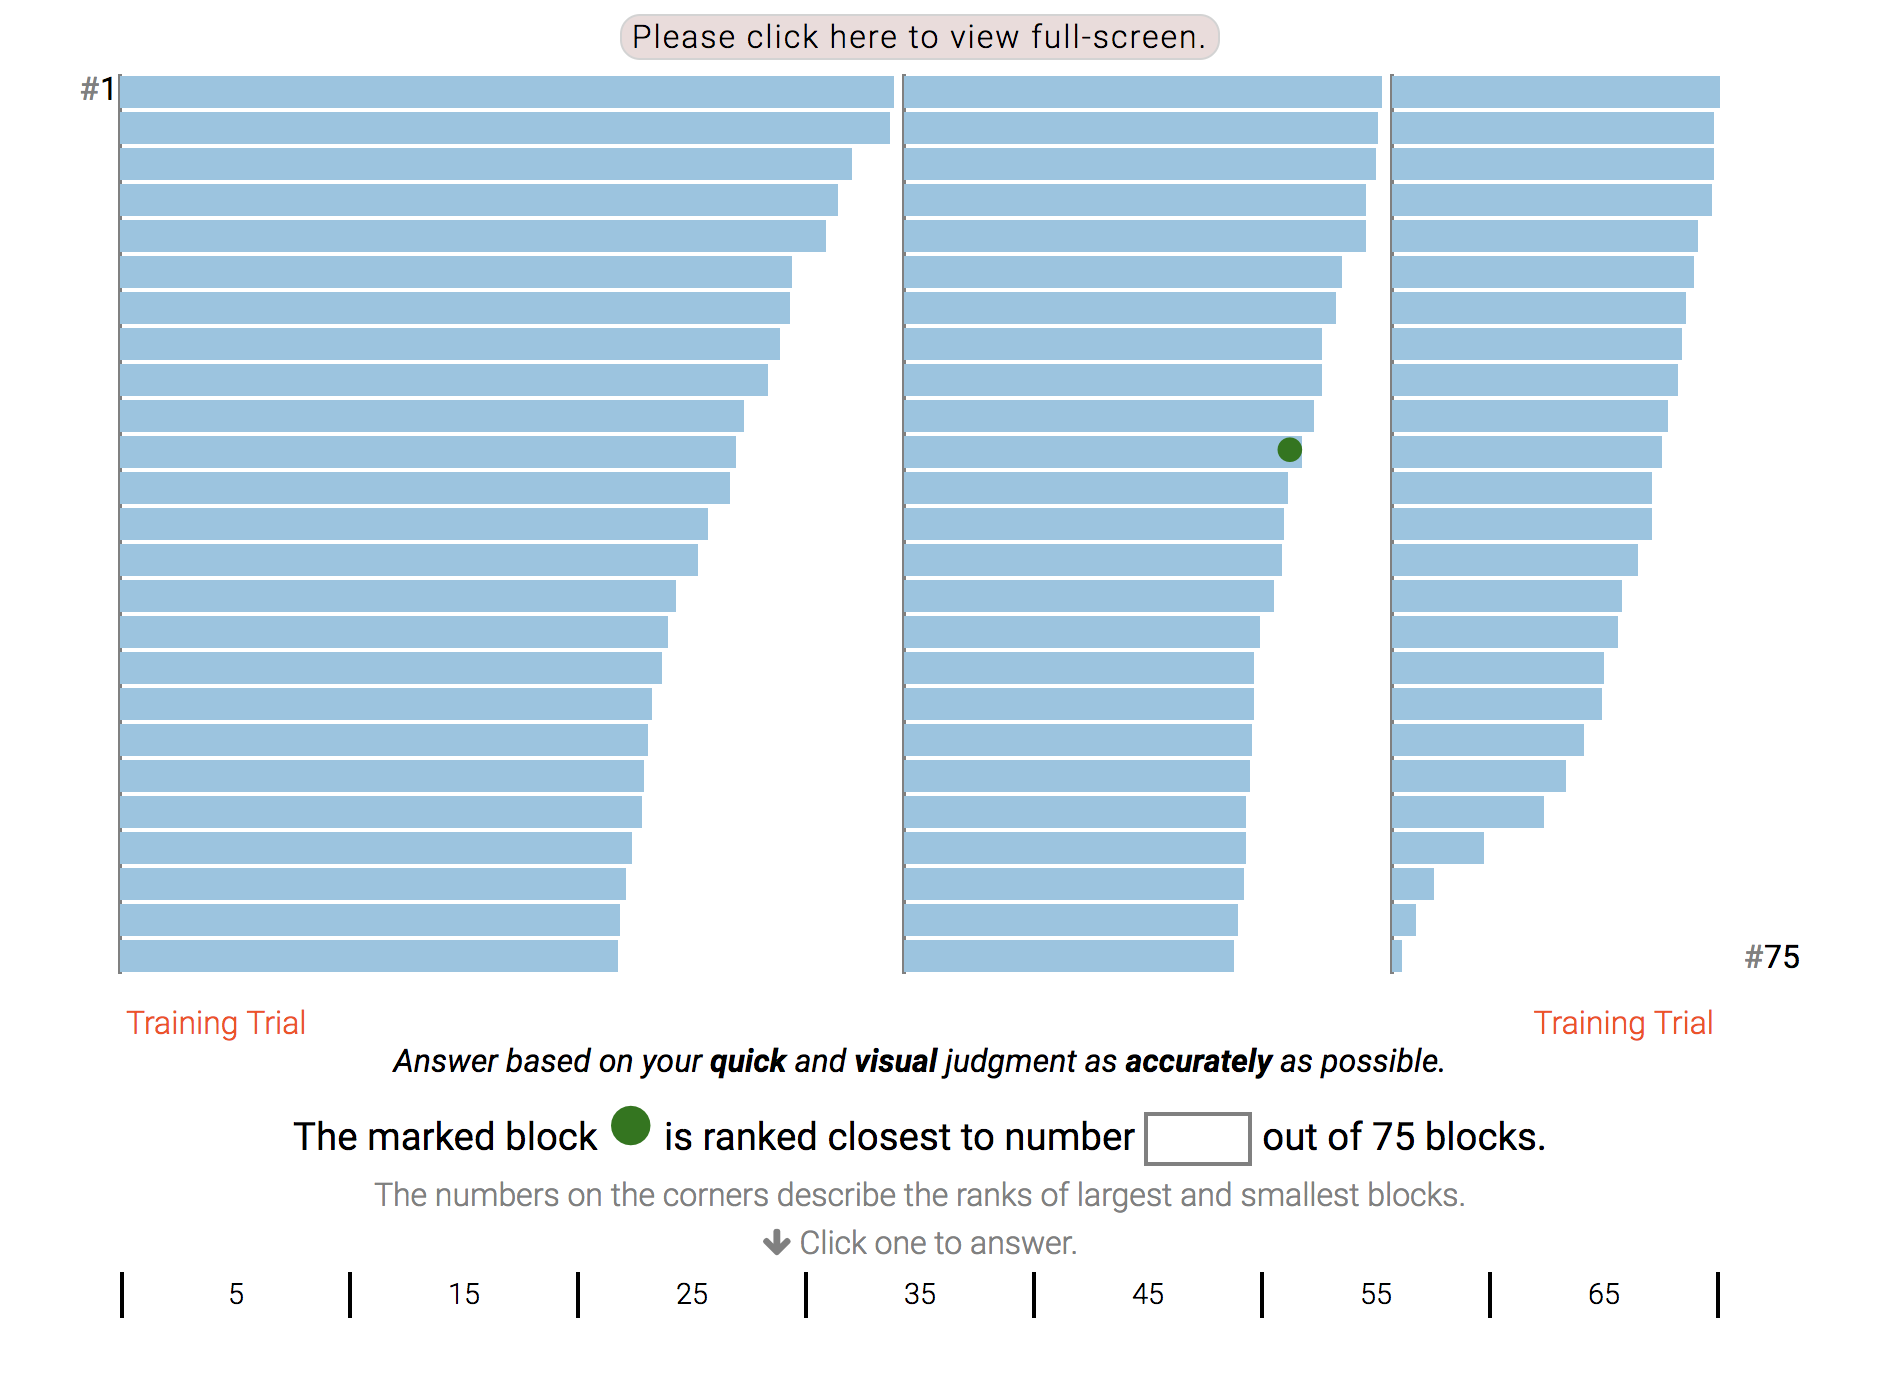 Please click here to view full-screen.
#1
#75
Training Trial
Training Trial
Answer based on your quick and visual judgment as accurately as possible.
The marked block is ranked closest to number out of 75 blocks.
The numbers on the corners describe the ranks of largest and smallest blocks.
Click one to answer.
5 15 25 35 45 55 65